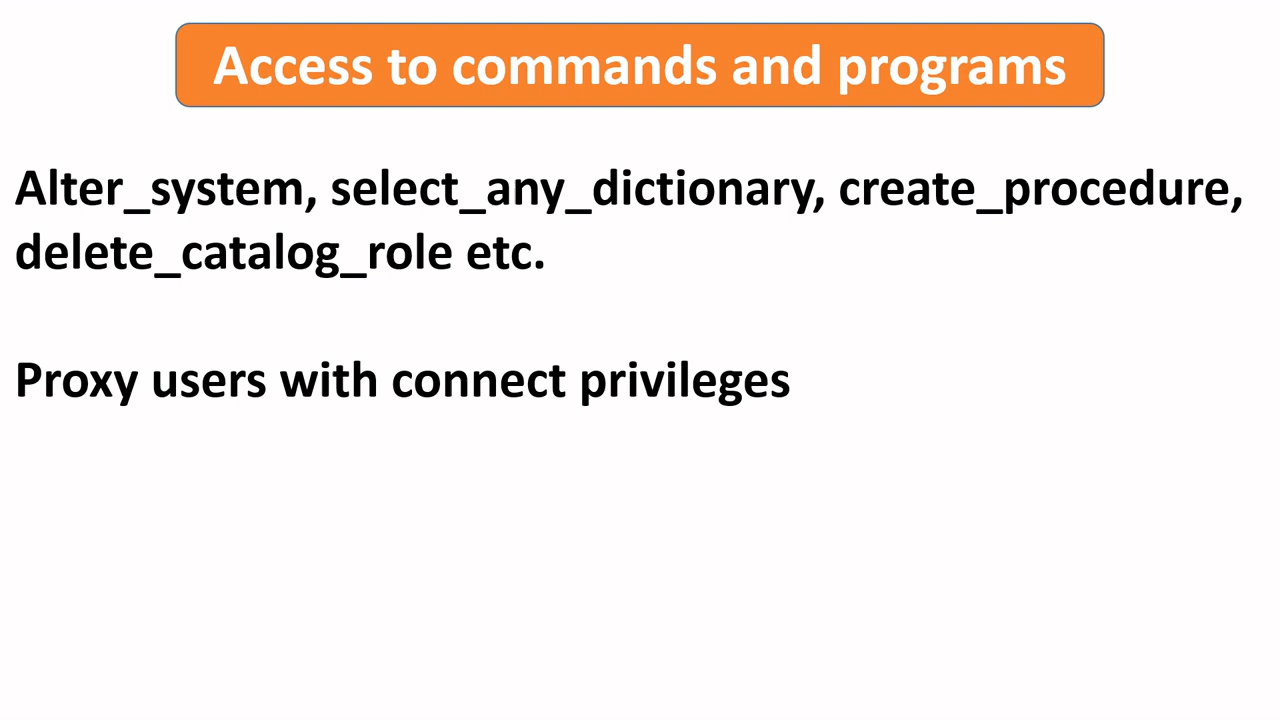 Access to commands and programs
Alter_system, select_any_dictionary, create_procedure,
delete_catalog_role etc.
Proxy users with connect privileges